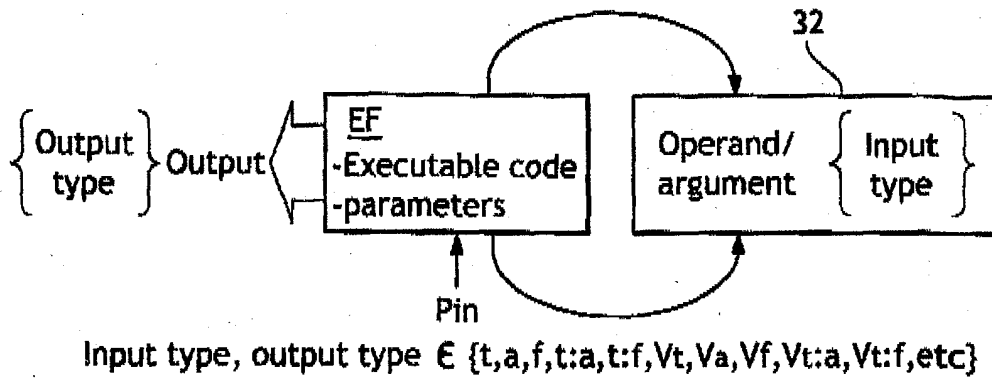 32
{Output type} Output
EF
-Executable code
-parameters
Operand/
argument
{Input type}
Pin
Input type, output type ∈ {t,a,f,t:a,t:f,Vt,Va,Vf,Vt:a,Vt:f,etc}